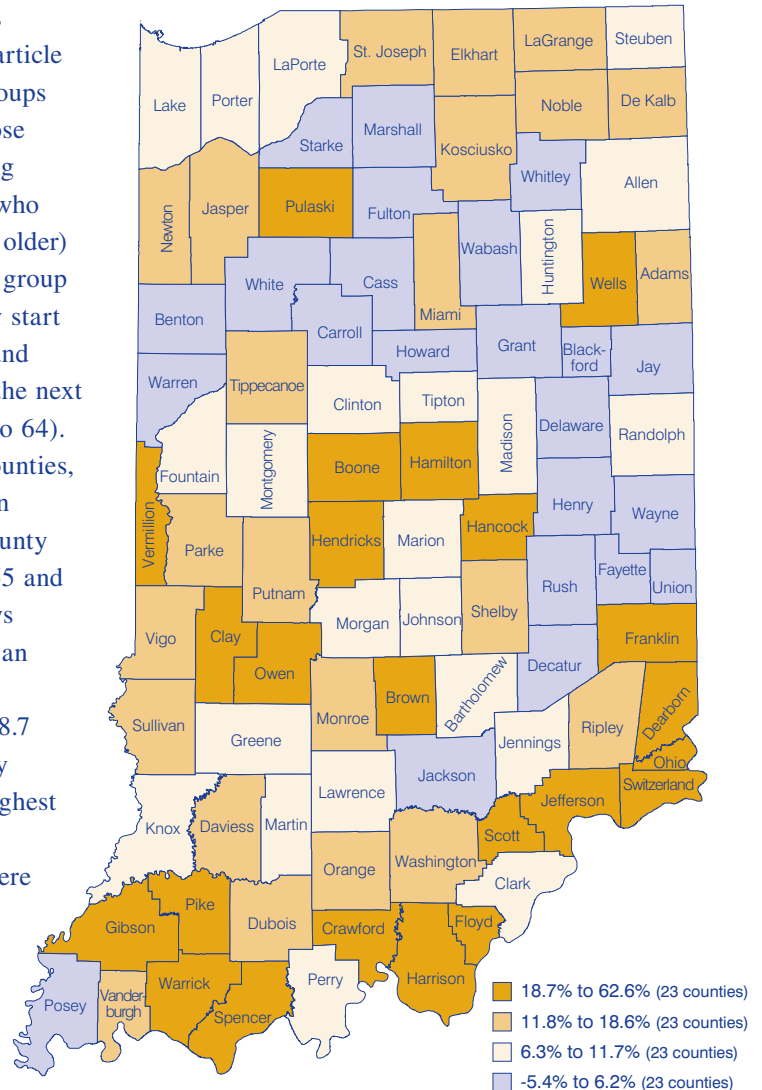 article
oups
ose
g
who
older)
group
start
and
the next
to 64).
ounties,
n
unty
65 and
ys
an
8.7
y
ghest
ere
LaPorte
St. Joseph
Elkhart
LaGrange
Steuben
Lake
Porter
Noble
De Kalb
Starke
Marshall
Kosciusko
Whitley
Allen
Newton
Jasper
Pulaski
Fulton
Wabash
Huntington
Wells
Adams
White
Cass
Miami
Benton
Carroll
Howard
Grant
Black-
ford
Jay
Warren
Tippecanoe
Clinton
Tipton
Madison
Delaware
Randolph
Fountain
Montgomery
Boone
Hamilton
Henry
Wayne
Vermillion
Parke
Hendricks
Marion
Hancock
Putnam
Rush
Fayette
Union
Vigo
Clay
Owen
Morgan
Johnson
Shelby
Franklin
Decatur
Sullivan
Greene
Monroe
Brown
Bartholomew
Jennings
Ripley
Dearborn
Ohio
Switzerland
Jackson
Jefferson
Knox
Daviess
Martin
Lawrence
Scott
Orange
Washington
Clark
Gibson
Pike
Dubois
Crawford
Floyd
Harrison
Posey
Vander-
burgh
Warrick
Spencer
Perry
18.7% to 62.6% (23 counties)
11.8% to 18.6% (23 counties)
6.3% to 11.7% (23 counties)
-5.4% to 6.2% (23 counties)